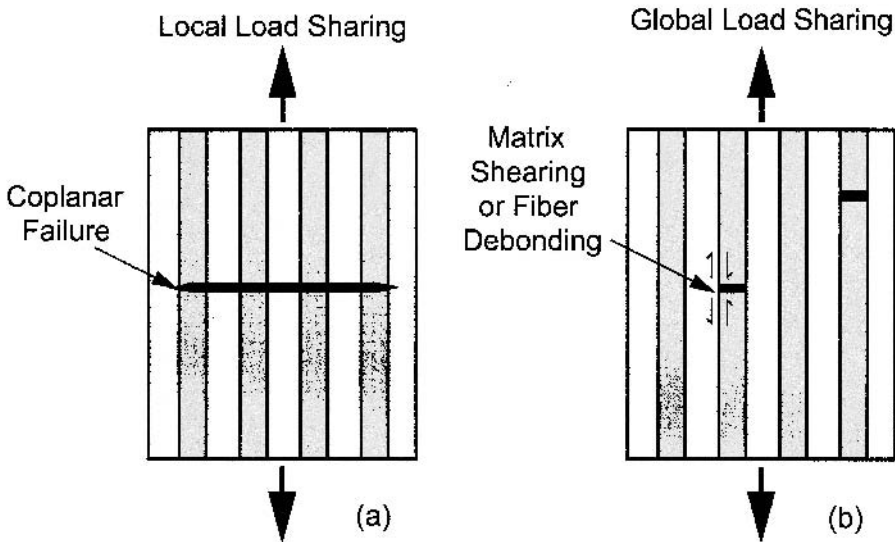 Local Load Sharing
Coplanar
Failure
(a)
Global Load Sharing
Matrix
Shearing
or Fiber
Debonding
(b)